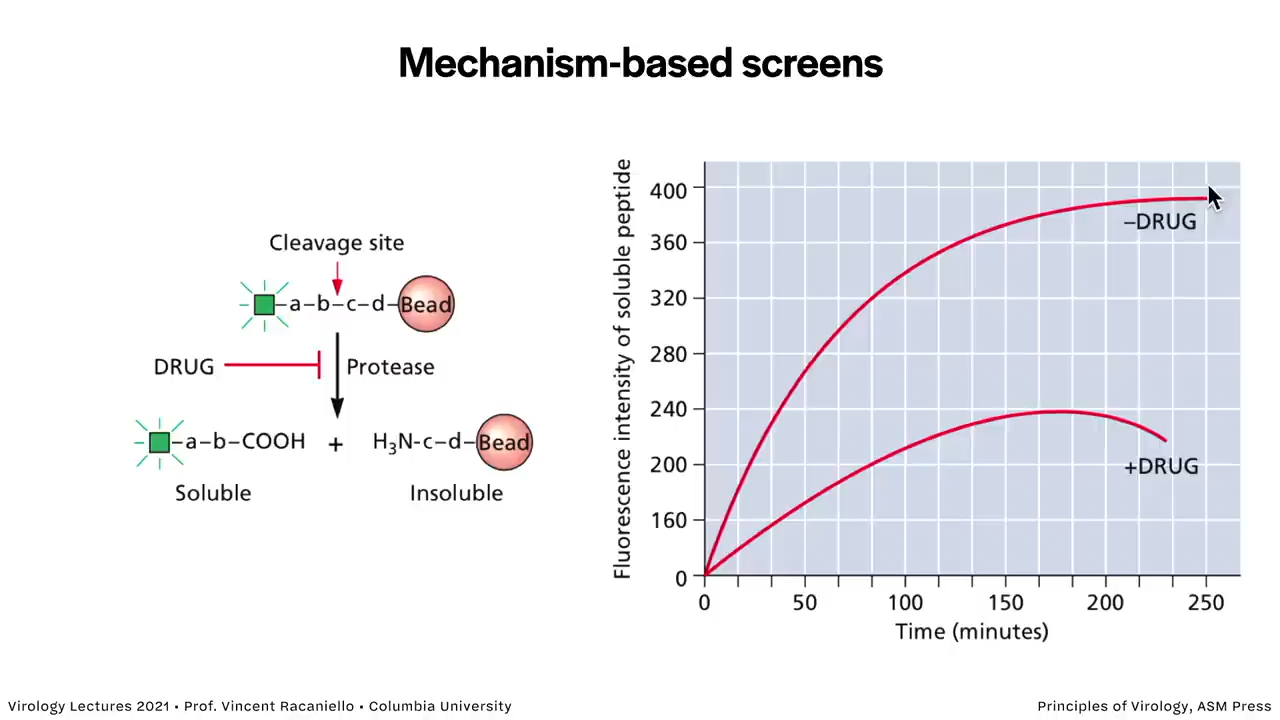 Mechanism-based screens
Cleavage site
a–b–c–d–Bead
DRUG
Protease
a–b–COOH + H₃N-c–d–Bead
Soluble
Insoluble
Fluorescence intensity of soluble peptide
400
360
320
280
240
200
160
0
–DRUG
+DRUG
0 50 100 150 200 250
Time (minutes)
Virology Lectures 2021 • Prof. Vincent Racaniello • Columbia University
Principles of Virology, ASM Press